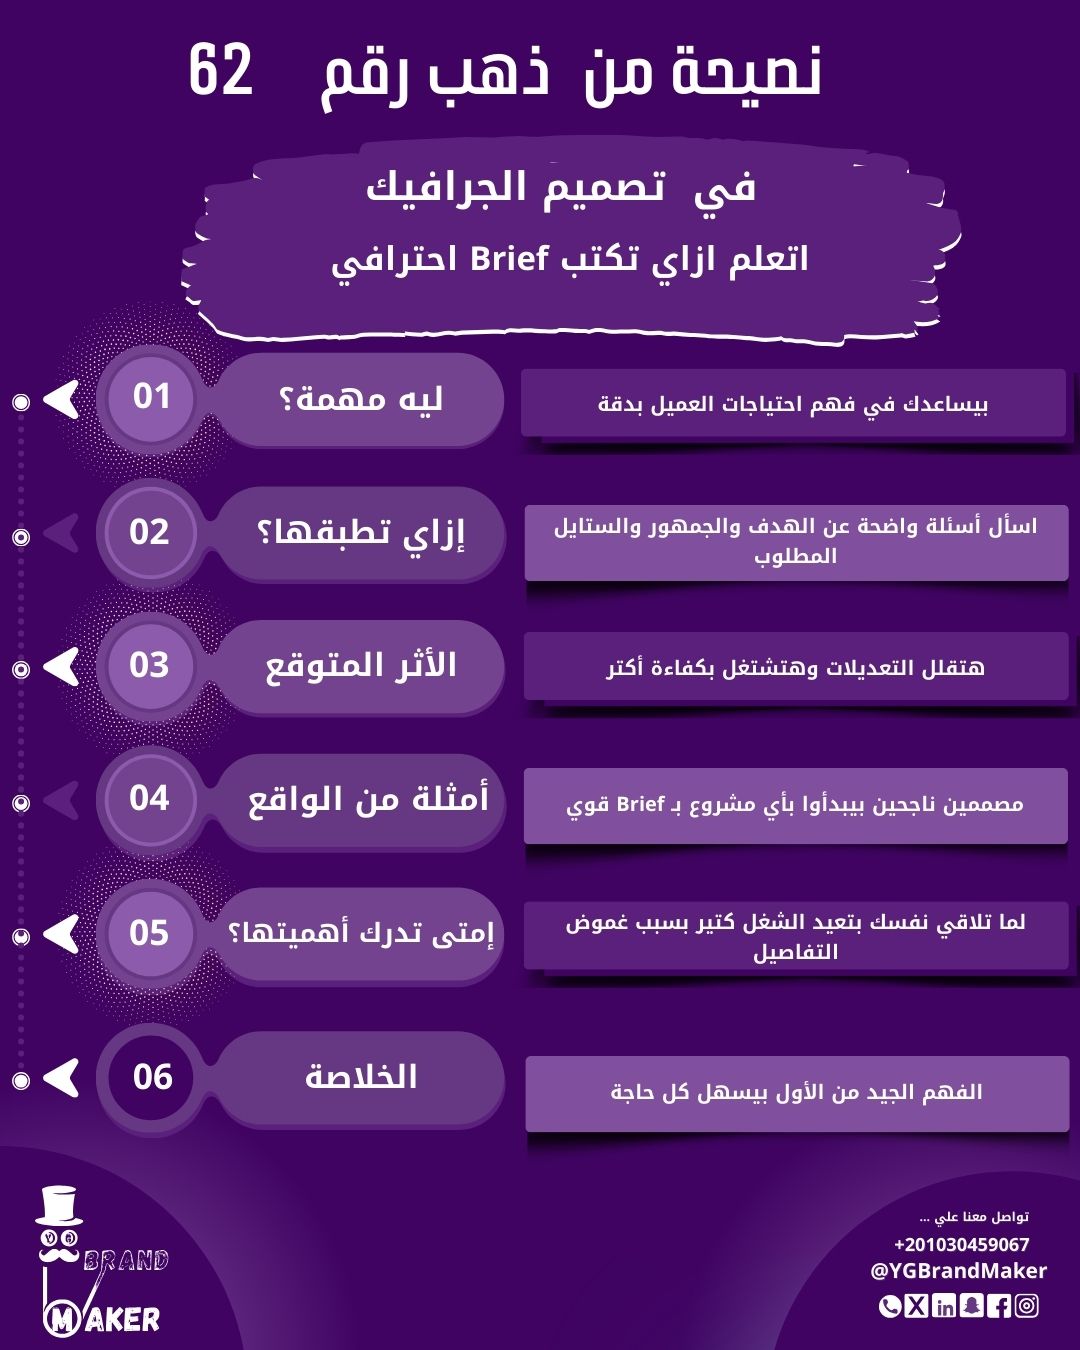 نصيحة من ذهب رقم 62
في تصميم الجرافيك
اتعلم ازاي تكتب Brief احترافي
01
ليه مهمة؟
بيساعدك في فهم احتياجات العميل بدقة
02
إزاي تطبقها؟
اسأل أسئلة واضحة عن الهدف والجمهور والستايل
المطلوب
03
الأثر المتوقع
هتقلل التعديلات وهتشتغل بكفاءة أكتر
04
أمثلة من الواقع
مصممين ناجحين بيبدأوا بأي مشروع بـ Brief قوي
05
إمتى تدرك أهميتها؟
لما تلاقي نفسك بتعيد الشغل كتير بسبب غموض
التفاصيل
06
الخلاصة
الفهم الجيد من الأول بيسهل كل حاجة
BRAND
MAKER
تواصل معنا علي ...
+201030459067
@YGBrandMaker